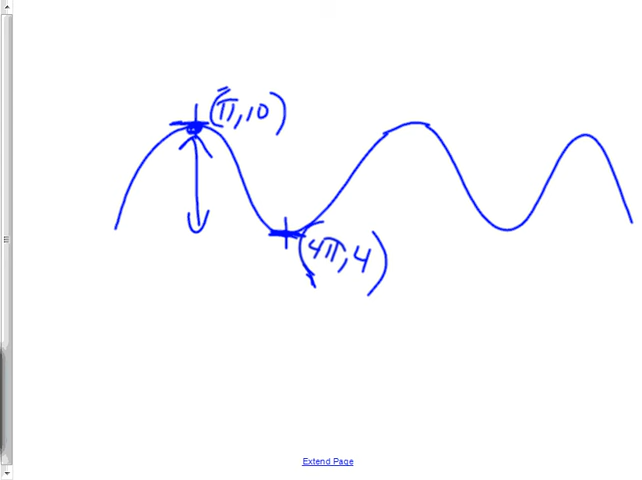 (π, 10)
(4π, 4)
Extend Page